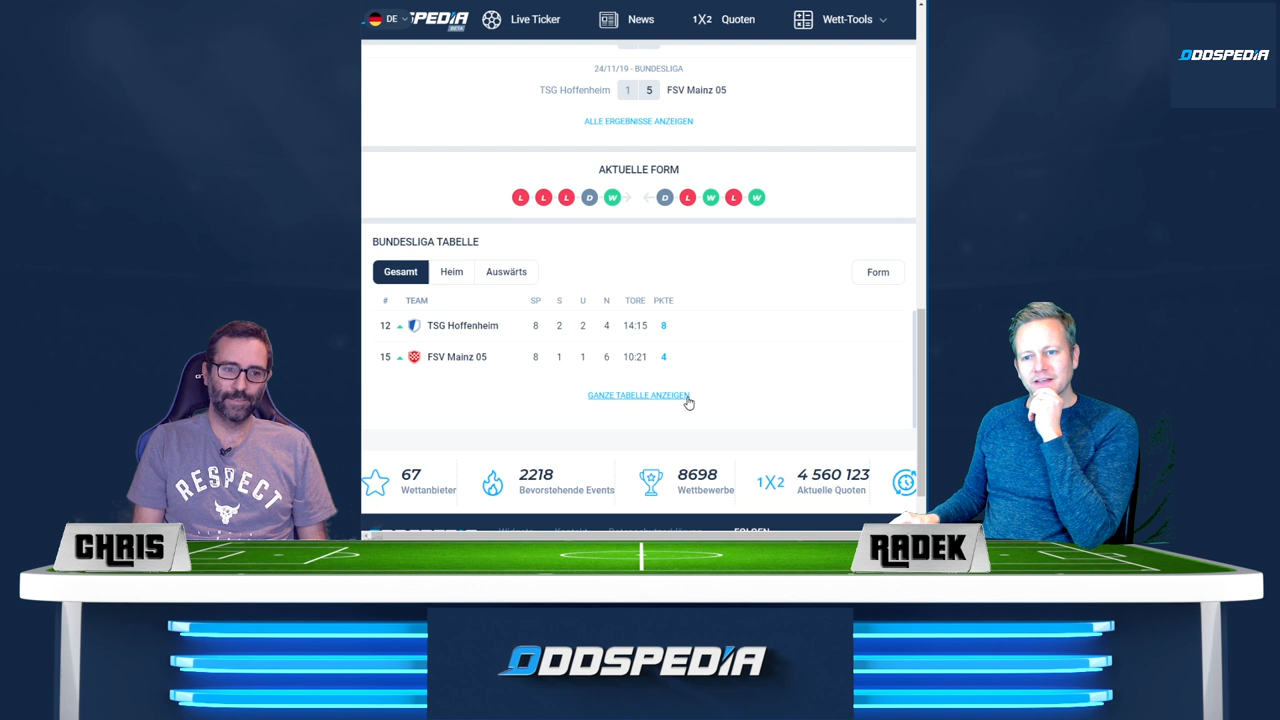 DE
PEDIA
BETA
Live Ticker
News
1X2 Quoten
Wett-Tools
ODDSPEDIA
24/11/19 - BUNDESLIGA
TSG Hoffenheim 1 5 FSV Mainz 05
ALLE ERGEBNISSE ANZEIGEN
AKTUELLE FORM
L L L D W D L W L W
BUNDESLIGA TABELLE
Gesamt Heim Auswärts Form
# TEAM SP S U N TORE PKTE
12 TSG Hoffenheim 8 2 2 4 14:15 8
15 FSV Mainz 05 8 1 1 6 10:21 4
GANZE TABELLE ANZEIGEN
67
Wettanbieter
2218
Bevorstehende Events
8698
Wettbewerbe
1X2
4 560 123
Aktuelle Quoten
RESPECT
CHRIS
RADEK
ODDSPEDIA